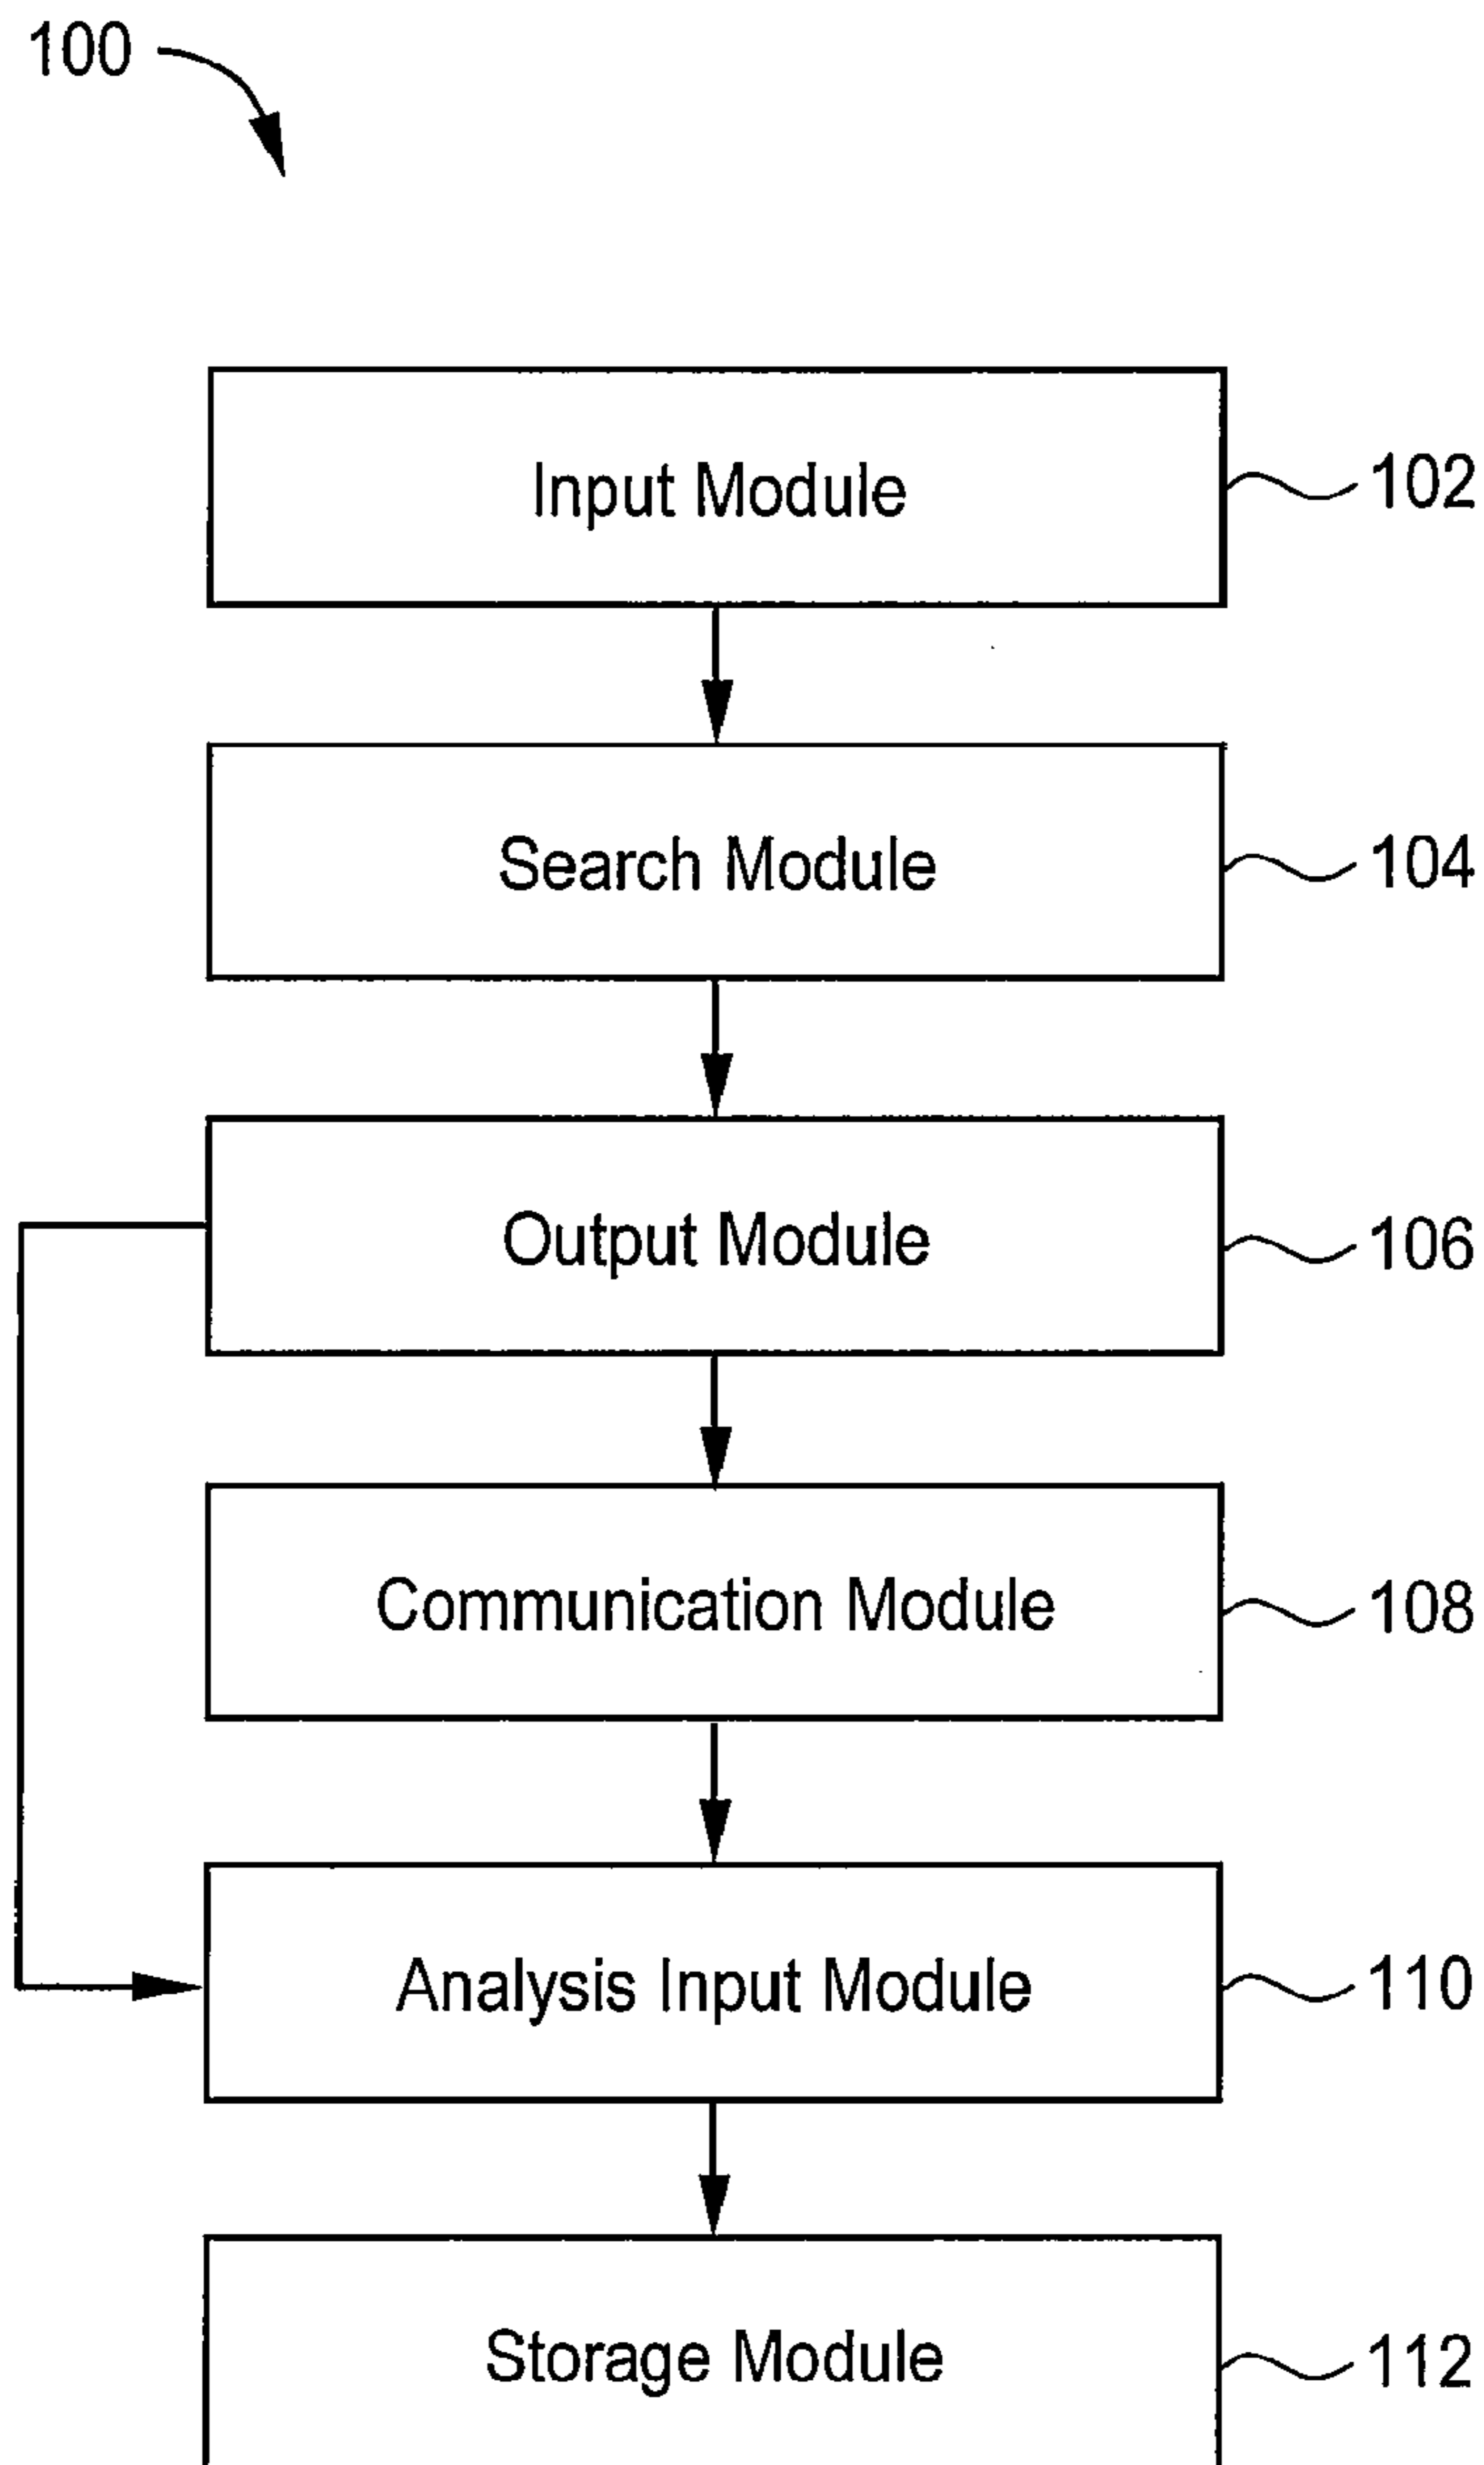 100
Input Module
102
Search Module
104
Output Module
106
Communication Module
108
Analysis Input Module
110
Storage Module
112